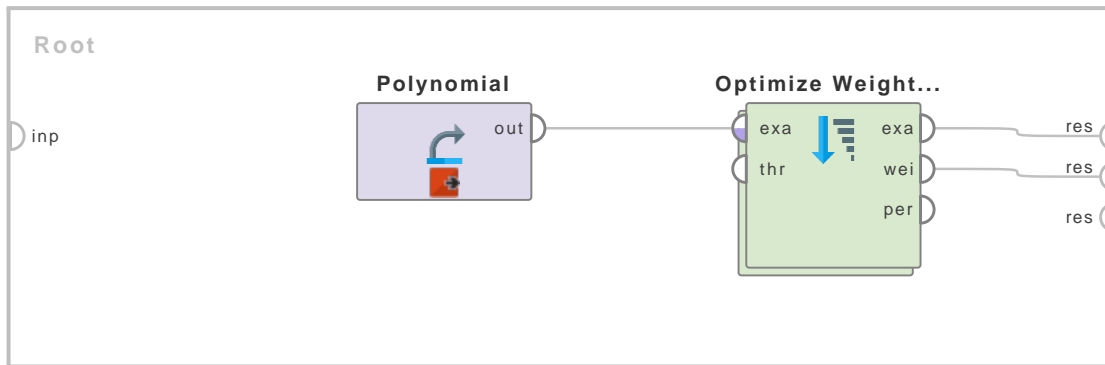 Root
Polynomial
Optimize Weight...
inp
out
exa
exa
res
thr
wei
res
per
res